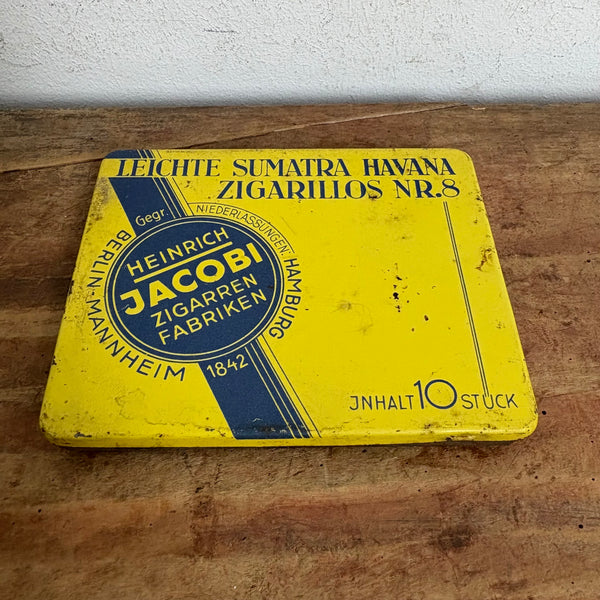 LEICHTE SUMATRA HAVANA
ZIGARILLOS NR.8
Gegr.
NIEDERLASSUNGEN: HAMBURG
BERLIN-MANNHEIM
HEINRICH
JACOBI
ZIGARREN
FABRIKEN
1842
JNHALT 10 STÜCK